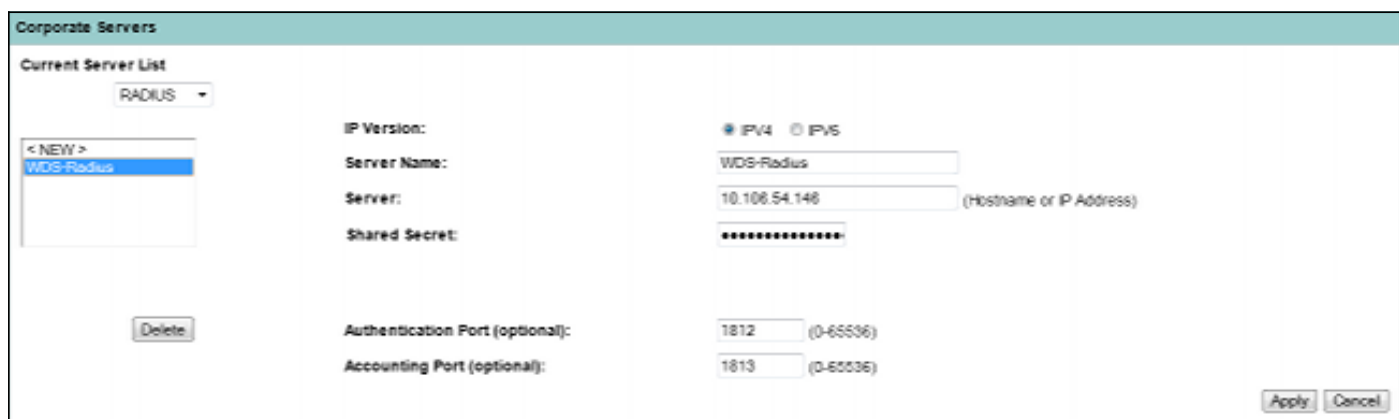 Corporate Servers
Current Server List
RADIUS
IP Version: IPV4 IPV6
< NEW >
WDS-Radius
Server Name: WDS-Radius
Server: 10.106.54.146 (Hostname or IP Address)
Shared Secret: ••••••••••••••
Delete
Authentication Port (optional): 1812 (0-65536)
Accounting Port (optional): 1813 (0-65536)
Apply Cancel